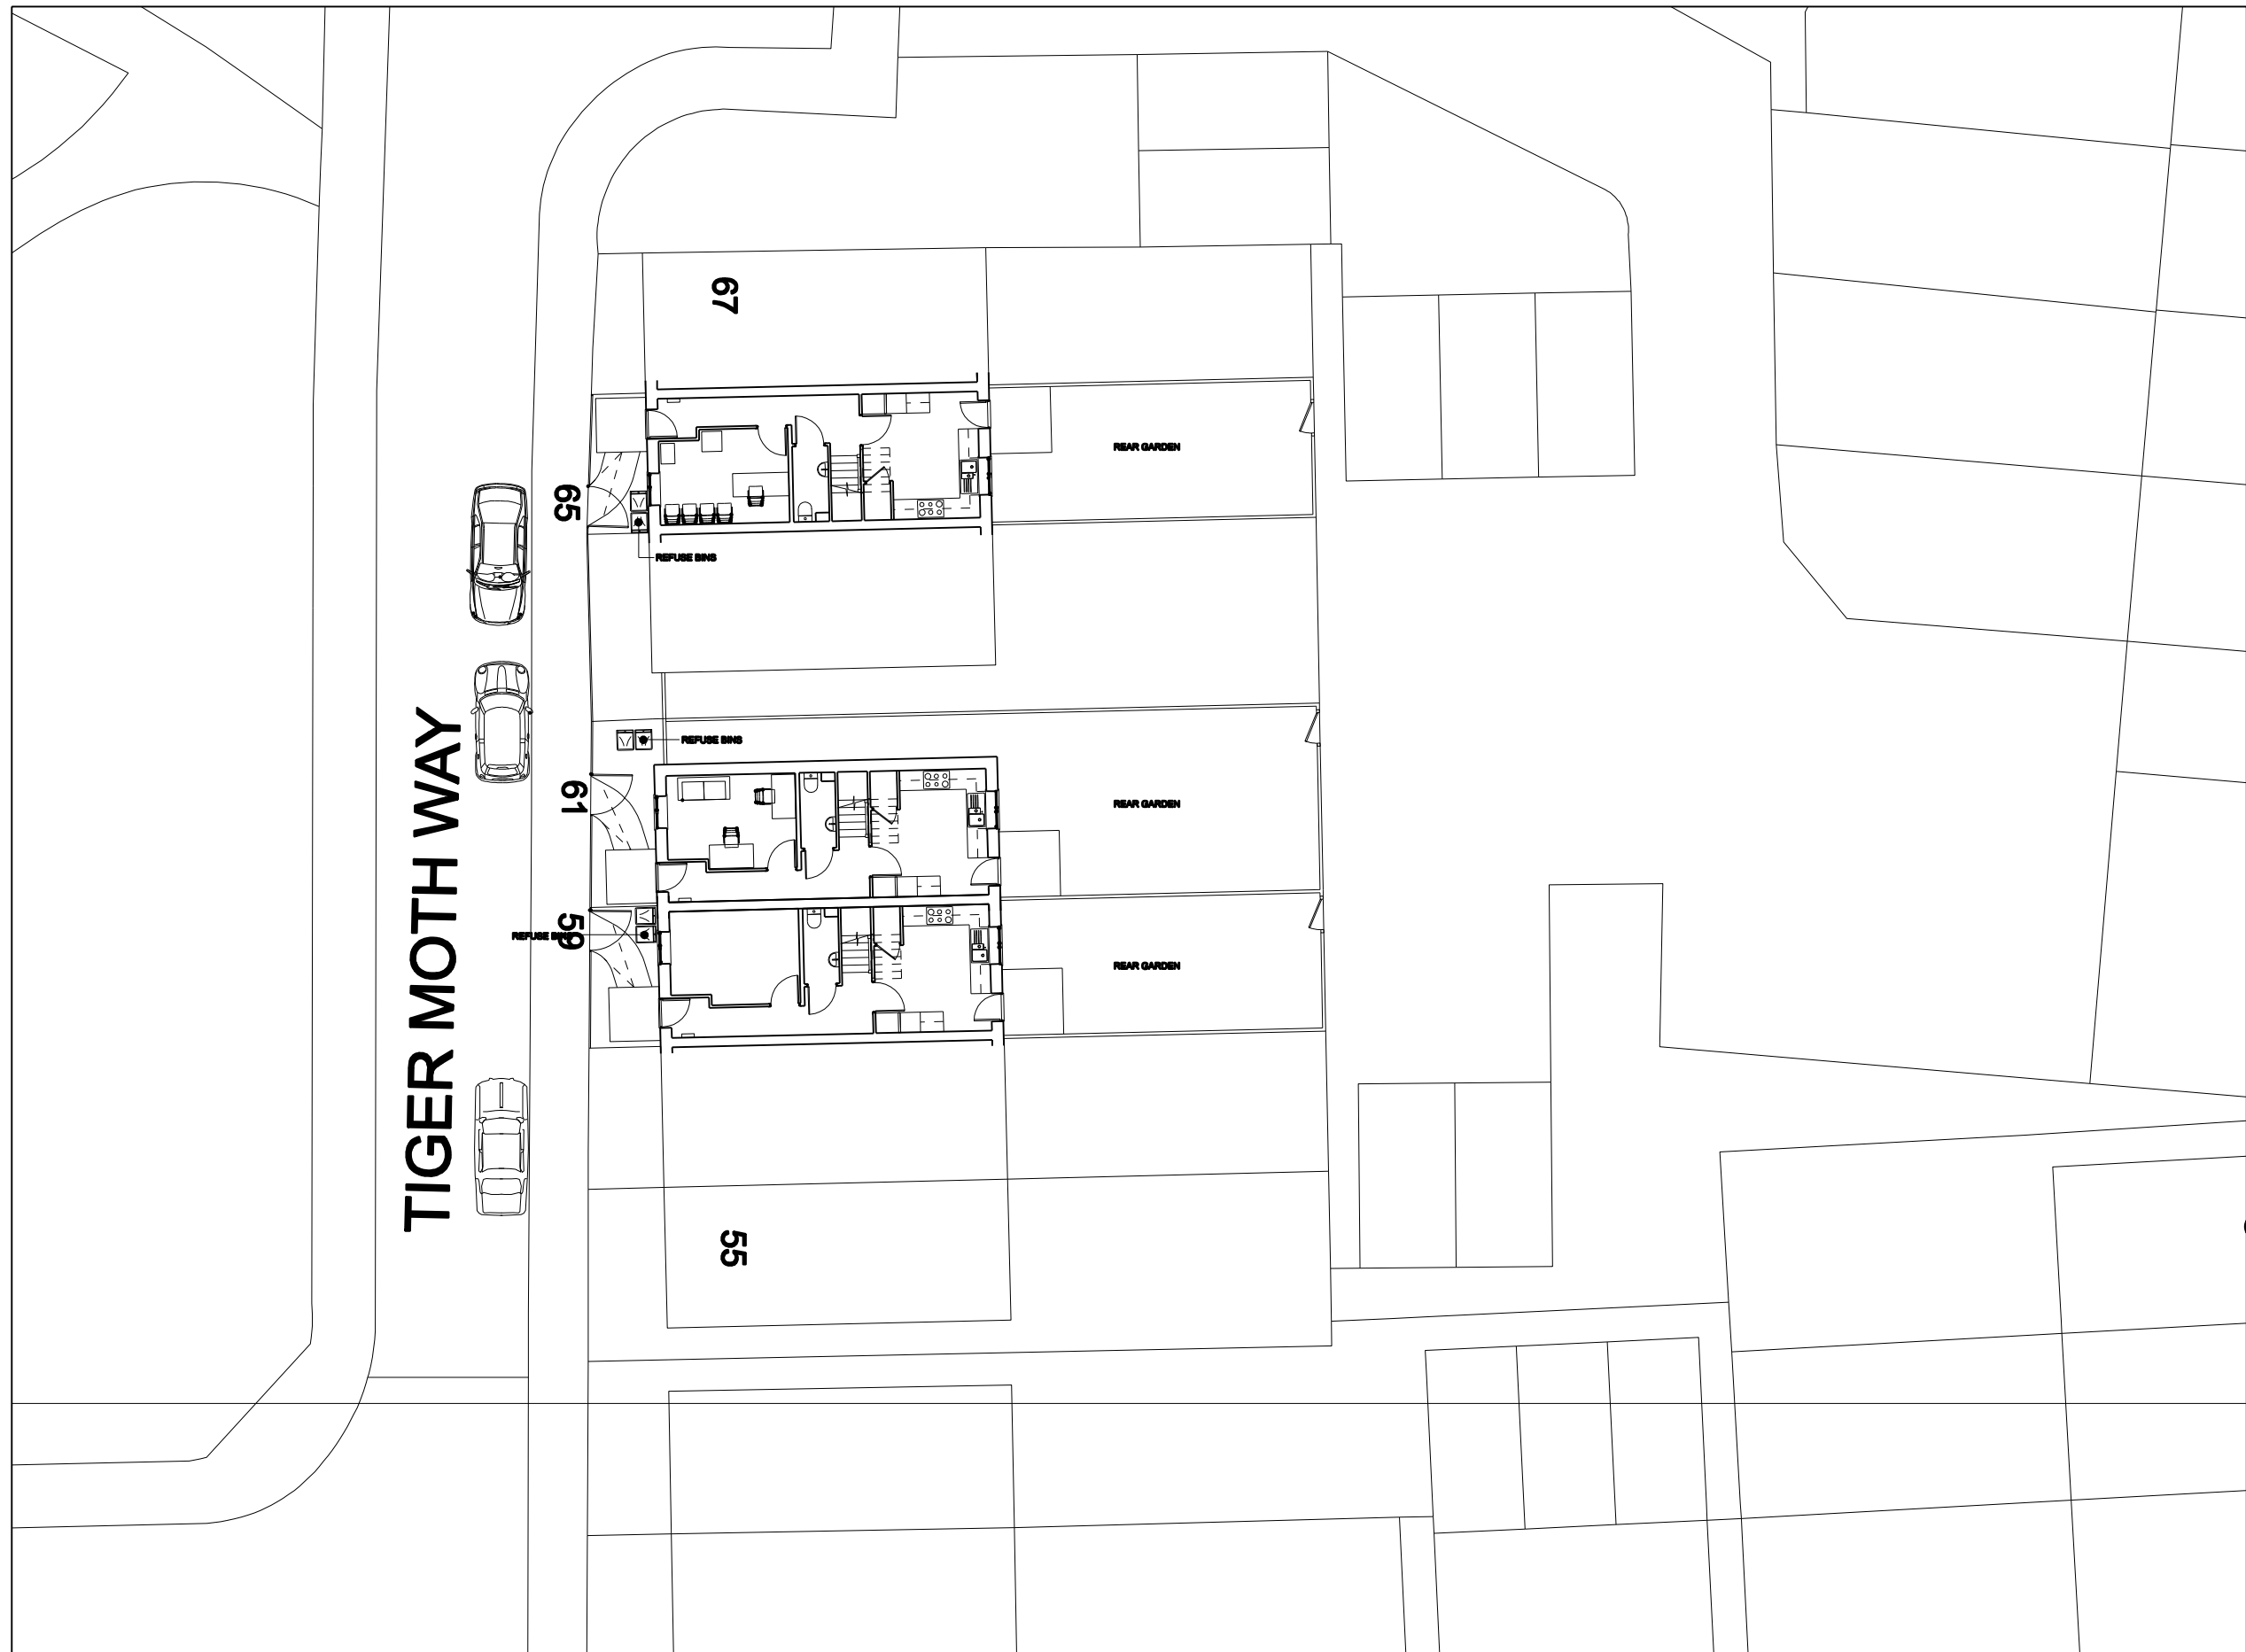 67
REAR GARDEN
65
REFUSE BINS
TIGER MOTH WAY
REFUSE BINS
61
REAR GARDEN
59
REFUSE BINS
REAR GARDEN
55